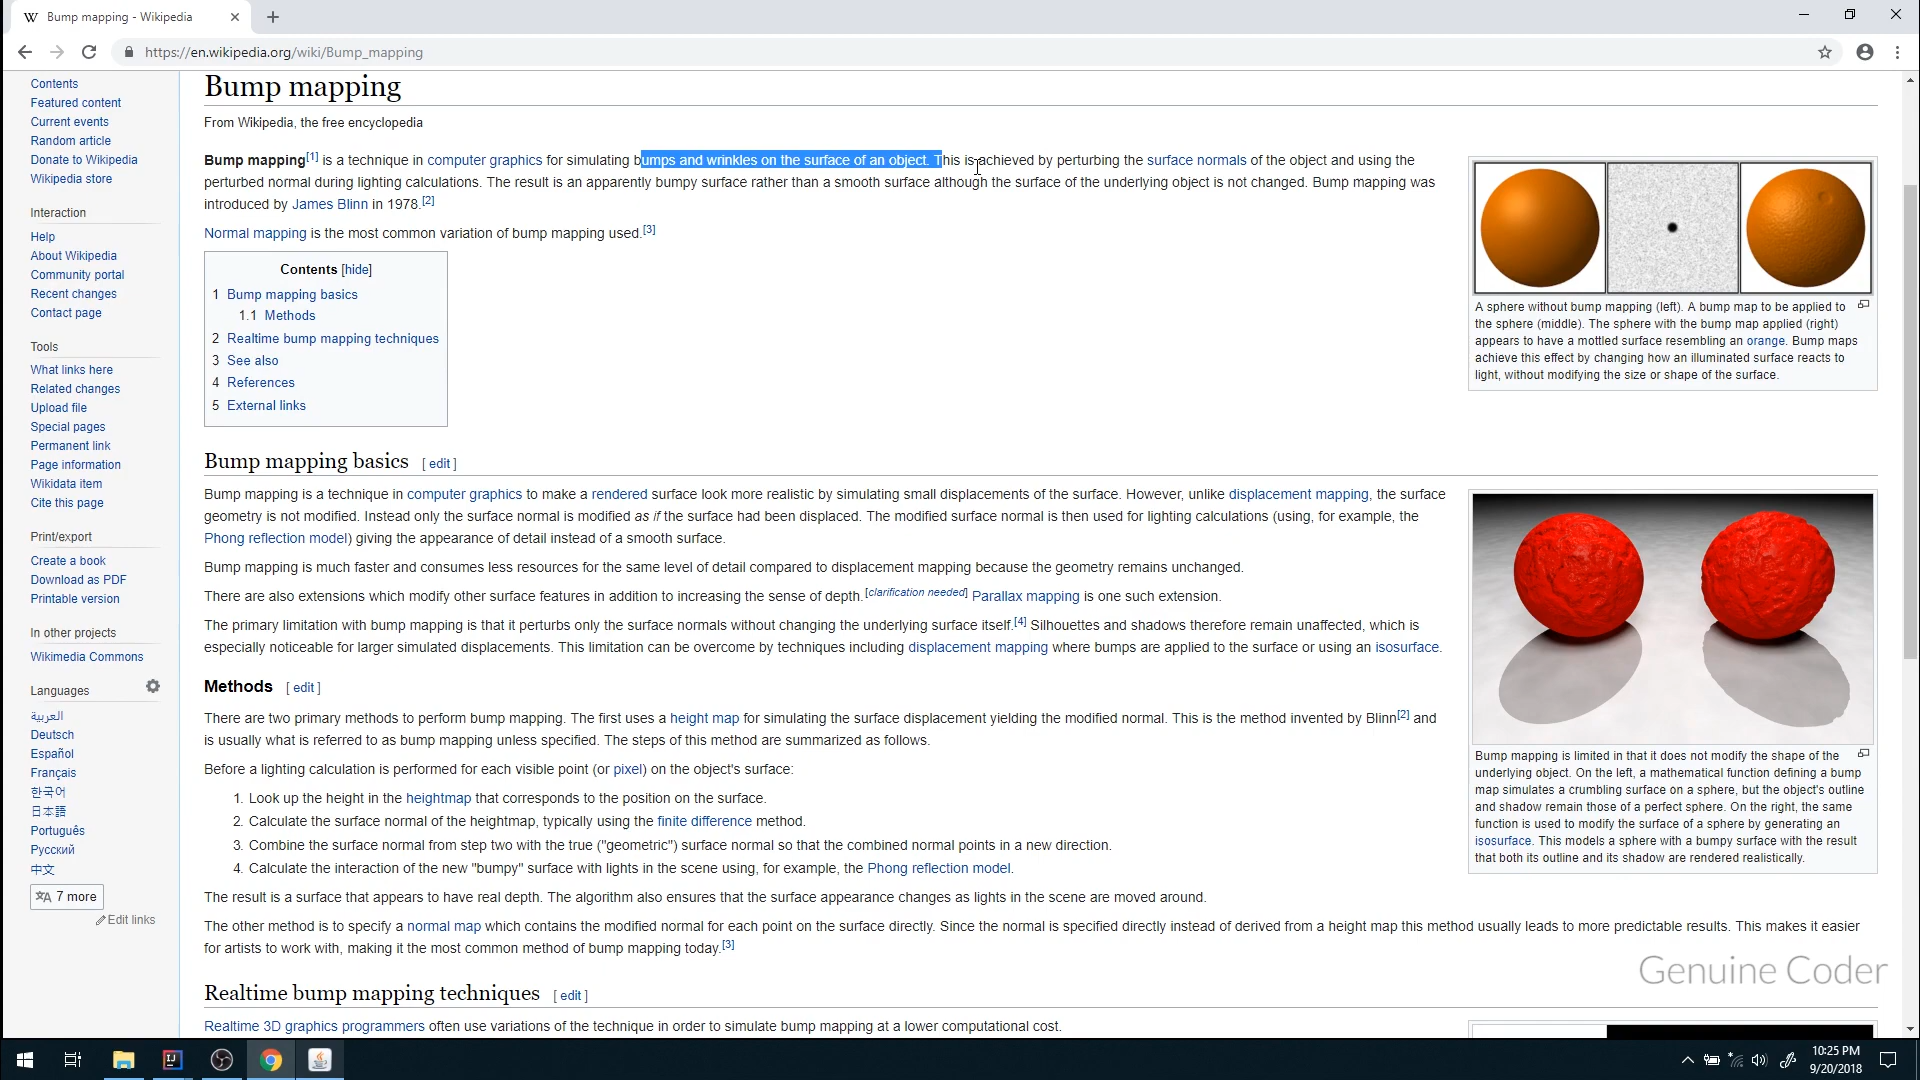 Bump mapping - Wikipedia
https://en.wikipedia.org/wiki/Bump_mapping
Contents
Featured content
Current events
Random article
Donate to Wikipedia
Wikipedia store
Interaction
Help
About Wikipedia
Community portal
Recent changes
Contact page
Tools
What links here
Related changes
Upload file
Special pages
Permanent link
Page information
Wikidata item
Cite this page
Print/export
Create a book
Download as PDF
Printable version
In other projects
Wikimedia Commons
Languages
العربية
Deutsch
Español
Français
한국어
日本語
Português
Русский
中文
7 more
Edit links
Bump mapping
From Wikipedia, the free encyclopedia
Bump mapping[1] is a technique in computer graphics for simulating bumps and wrinkles on the surface of an object. This is achieved by perturbing the surface normals of the object and using the
perturbed normal during lighting calculations. The result is an apparently bumpy surface rather than a smooth surface although the surface of the underlying object is not changed. Bump mapping was
introduced by James Blinn in 1978.[2]
Normal mapping is the most common variation of bump mapping used.[3]
Contents [hide]
1 Bump mapping basics
1.1 Methods
2 Realtime bump mapping techniques
3 See also
4 References
5 External links
A sphere without bump mapping (left). A bump map to be applied to
the sphere (middle). The sphere with the bump map applied (right)
appears to have a mottled surface resembling an orange. Bump maps
achieve this effect by changing how an illuminated surface reacts to
light, without modifying the size or shape of the surface.
Bump mapping basics [ edit ]
Bump mapping is a technique in computer graphics to make a rendered surface look more realistic by simulating small displacements of the surface. However, unlike displacement mapping, the surface
geometry is not modified. Instead only the surface normal is modified as if the surface had been displaced. The modified surface normal is then used for lighting calculations (using, for example, the
Phong reflection model) giving the appearance of detail instead of a smooth surface.
Bump mapping is much faster and consumes less resources for the same level of detail compared to displacement mapping because the geometry remains unchanged.
There are also extensions which modify other surface features in addition to increasing the sense of depth.[clarification needed] Parallax mapping is one such extension.
The primary limitation with bump mapping is that it perturbs only the surface normals without changing the underlying surface itself.[4] Silhouettes and shadows therefore remain unaffected, which is
especially noticeable for larger simulated displacements. This limitation can be overcome by techniques including displacement mapping where bumps are applied to the surface or using an isosurface.
Bump mapping is limited in that it does not modify the shape of the
underlying object. On the left, a mathematical function defining a bump
map simulates a crumbling surface on a sphere, but the object's outline
and shadow remain those of a perfect sphere. On the right, the same
function is used to modify the surface of a sphere by generating an
isosurface. This models a sphere with a bumpy surface with the result
that both its outline and its shadow are rendered realistically.
Methods [ edit ]
There are two primary methods to perform bump mapping. The first uses a height map for simulating the surface displacement yielding the modified normal. This is the method invented by Blinn[2] and
is usually what is referred to as bump mapping unless specified. The steps of this method are summarized as follows.
Before a lighting calculation is performed for each visible point (or pixel) on the object's surface:
1. Look up the height in the heightmap that corresponds to the position on the surface.
2. Calculate the surface normal of the heightmap, typically using the finite difference method.
3. Combine the surface normal from step two with the true ("geometric") surface normal so that the combined normal points in a new direction.
4. Calculate the interaction of the new "bumpy" surface with lights in the scene using, for example, the Phong reflection model.
The result is a surface that appears to have real depth. The algorithm also ensures that the surface appearance changes as lights in the scene are moved around.
The other method is to specify a normal map which contains the modified normal for each point on the surface directly. Since the normal is specified directly instead of derived from a height map this method usually leads to more predictable results. This makes it easier
for artists to work with, making it the most common method of bump mapping today.[3]
Genuine Coder
Realtime bump mapping techniques [ edit ]
Realtime 3D graphics programmers often use variations of the technique in order to simulate bump mapping at a lower computational cost.
10:25 PM
9/20/2018